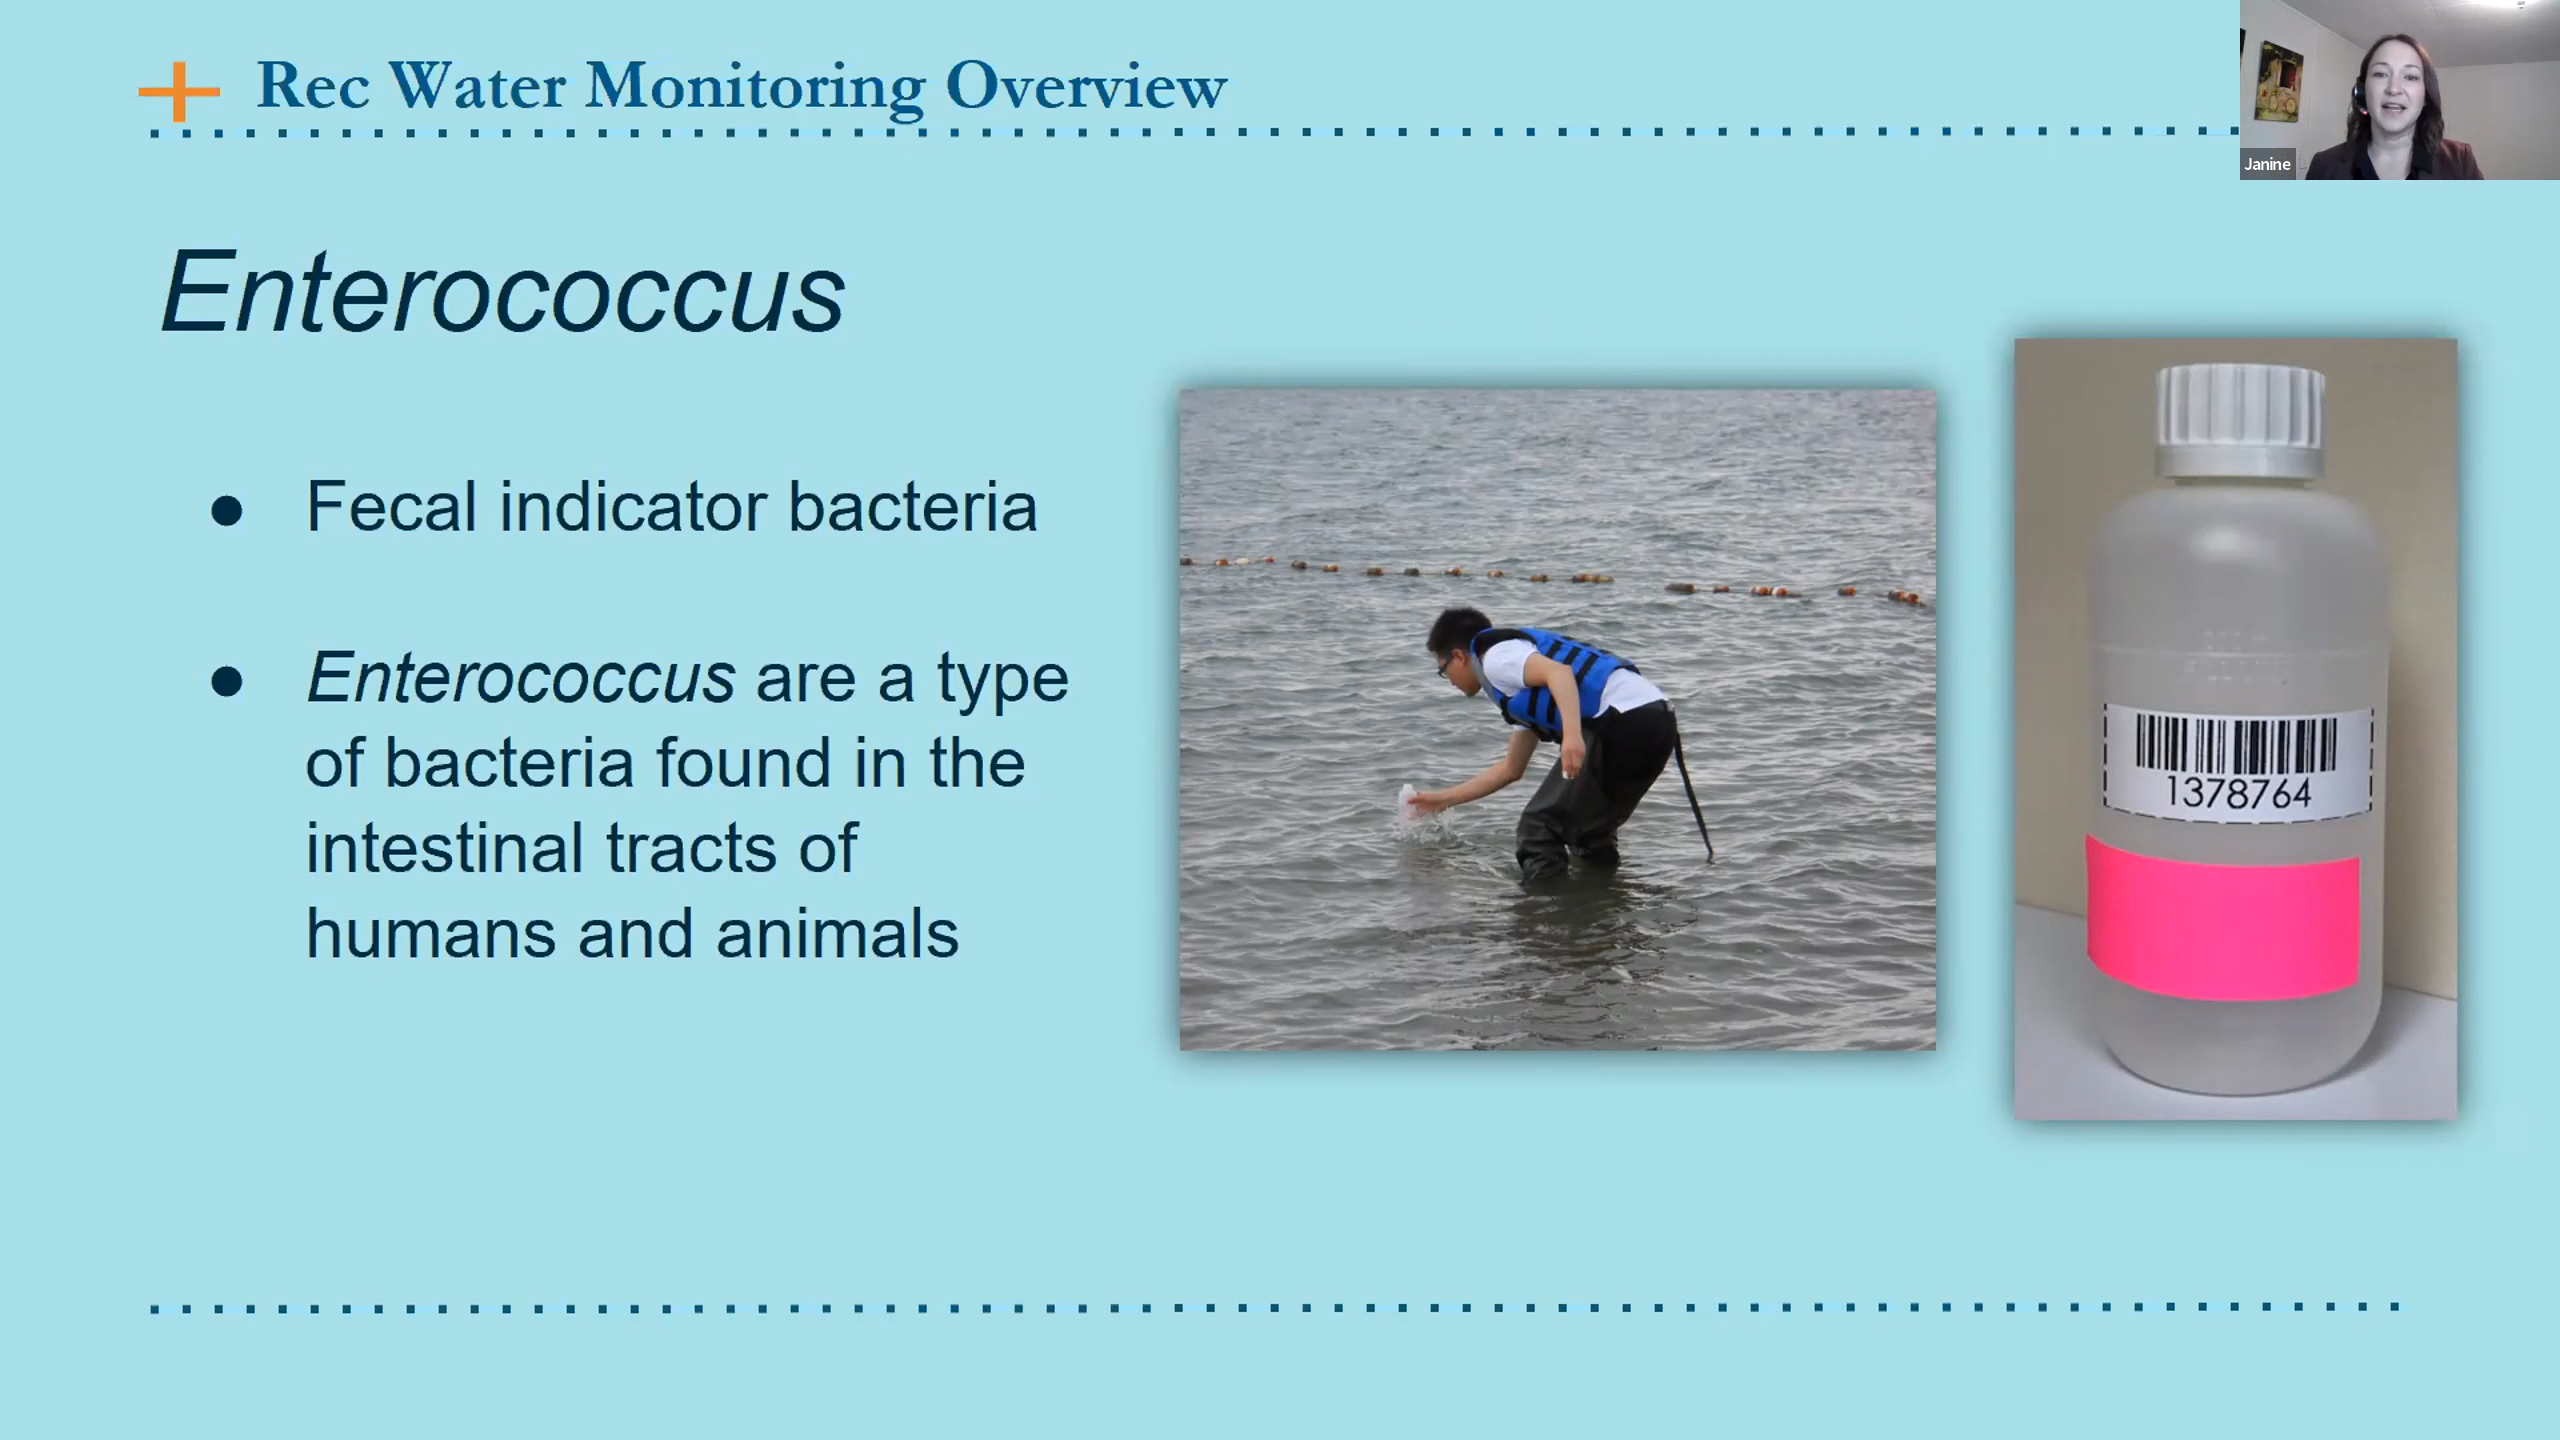 Rec Water Monitoring Overview
Janine
Enterococcus
● Fecal indicator bacteria
● Enterococcus are a type
of bacteria found in the
intestinal tracts of
humans and animals
1378764